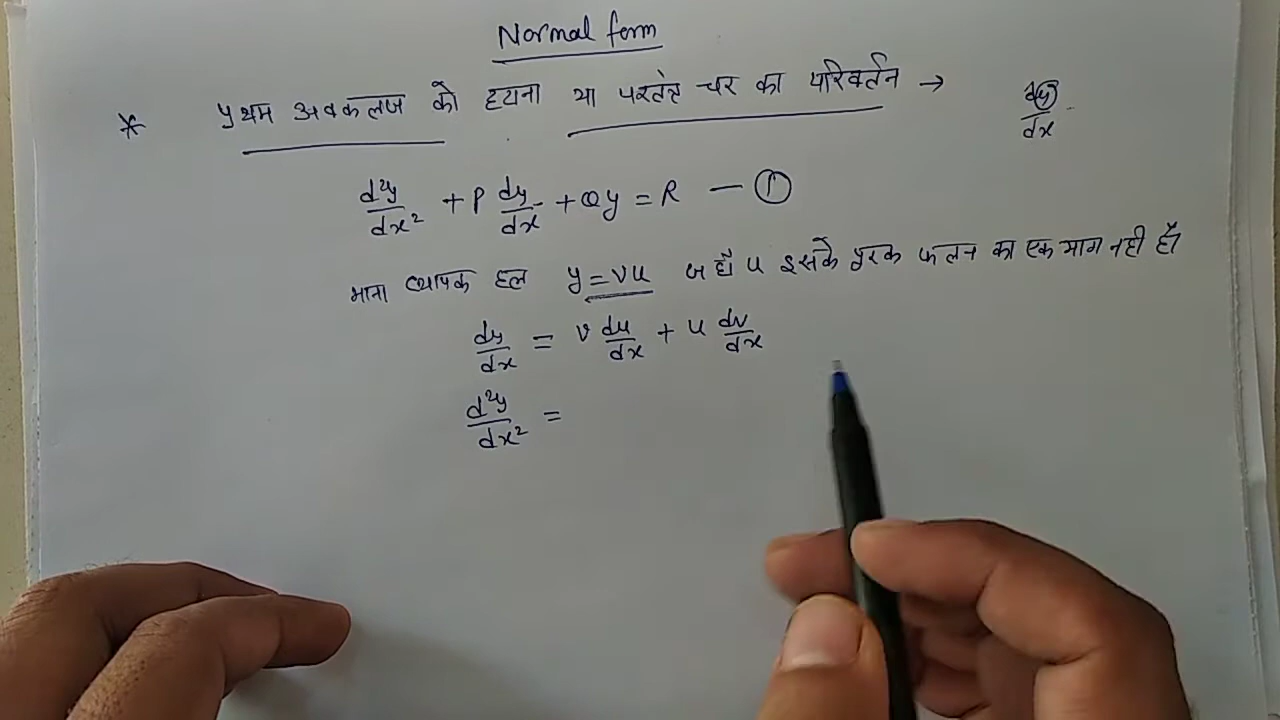 Normal form
* प्रथम अवकलज को हटाना या परतंत्र चर का परिवर्तन → dy/dx
d²y/dx² + P dy/dx + Qy = R — ①
माना व्यापक हल y = vu जहाँ u इसके पूरक फलन का एक भाग नही है।
dy/dx = v du/dx + u dv/dx
d²y/dx² =